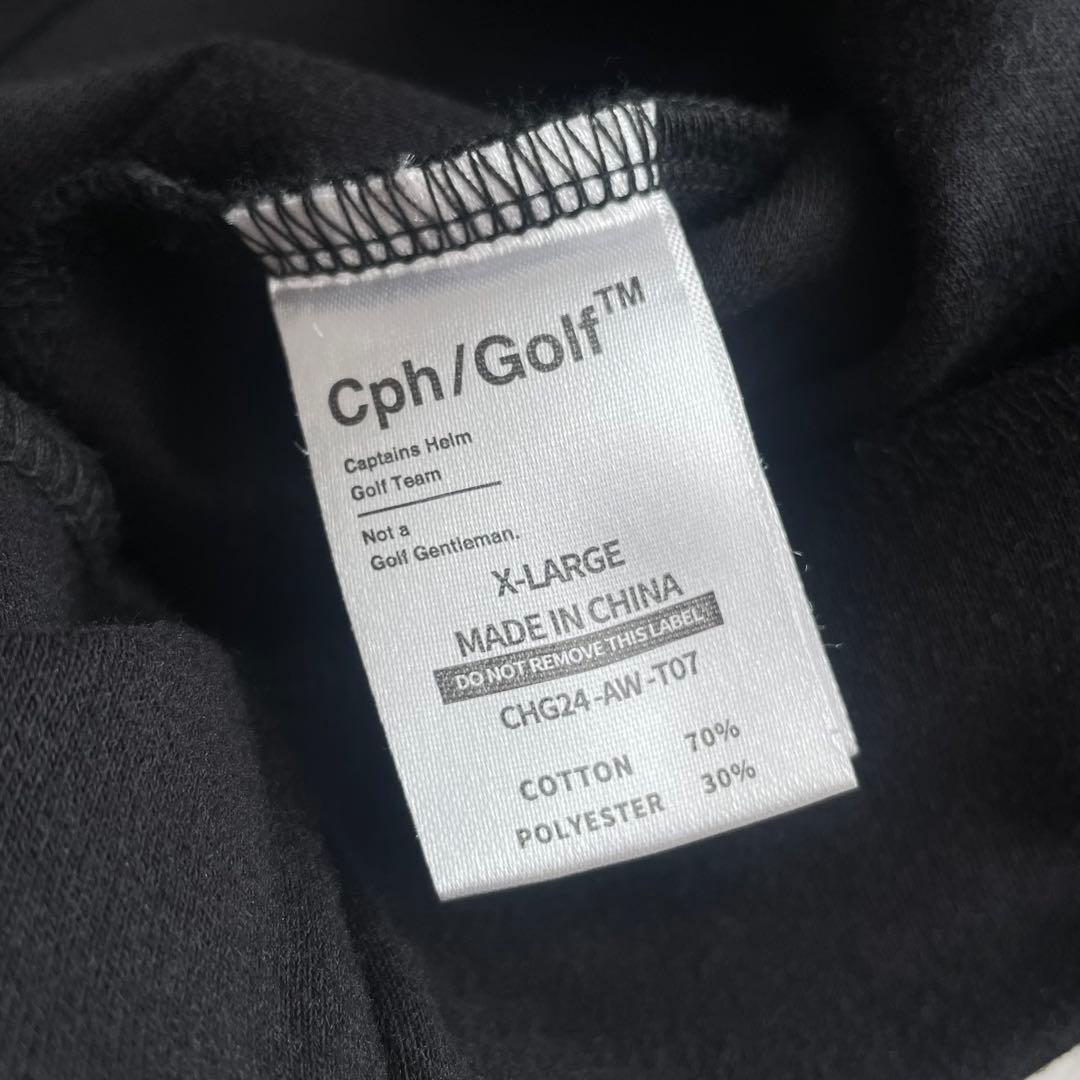 Cph/Golf™
Captains Helm
Golf Team
Not a
Golf Gentleman.
X-LARGE
MADE IN CHINA
DO NOT REMOVE THIS LABEL
CHG24-AW-T07
COTTON 70%
POLYESTER 30%